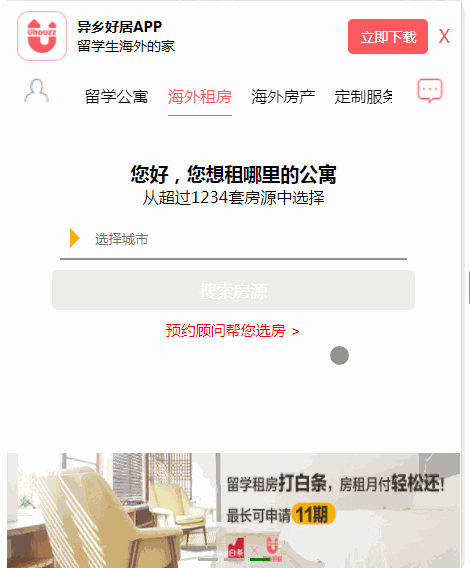 Uhouzz
异乡好居APP
留学生海外的家
立即下载
X
留学公寓 海外租房 海外房产 定制服务
您好，您想租哪里的公寓
从超过1234套房源中选择
选择城市
搜索房源
预约顾问帮您选房 >
留学租房打白条，房租月付轻松还！
最长可申请 11期
白条 X